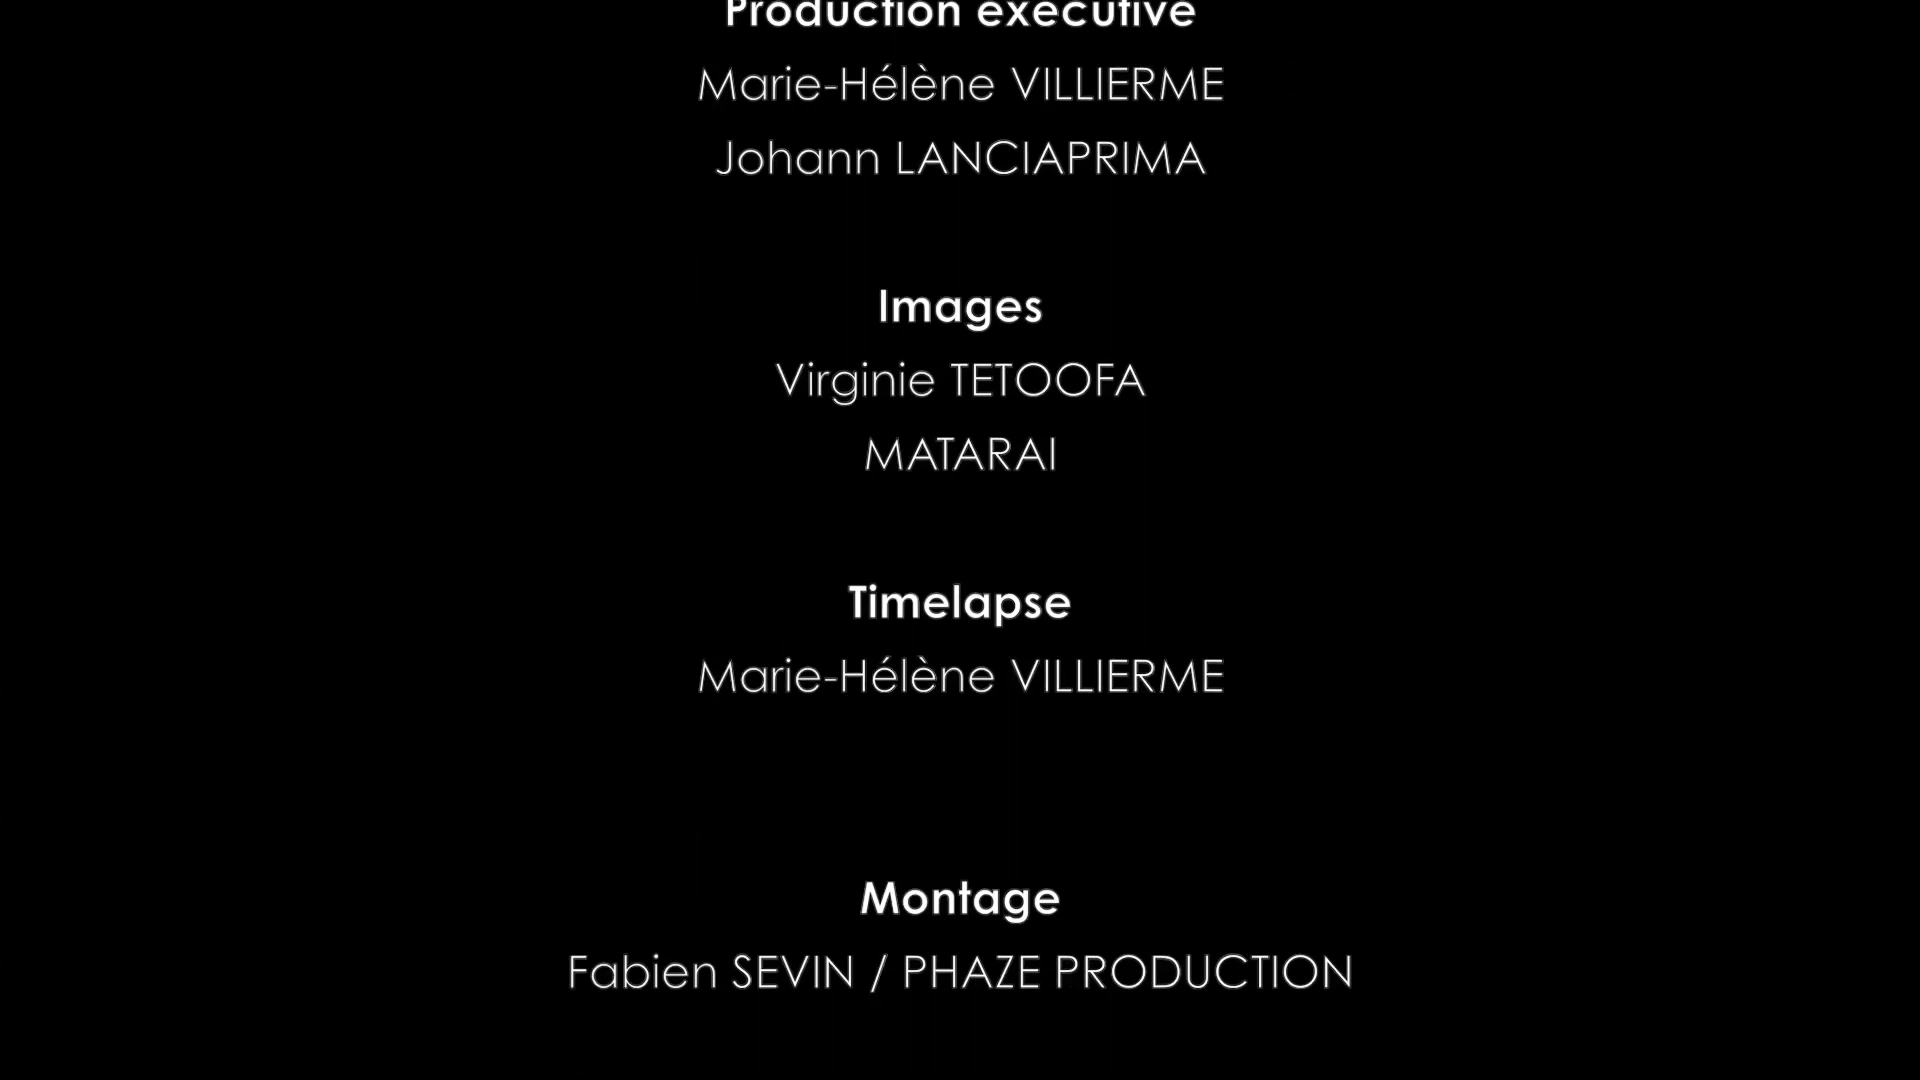 Production exécutive
Marie-Hélène VILLIERME
Johann LANCIAPRIMA
Images
Virginie TETOOFA
MATARAI
Timelapse
Marie-Hélène VILLIERME
Montage
Fabien SEVIN / PHAZE PRODUCTION